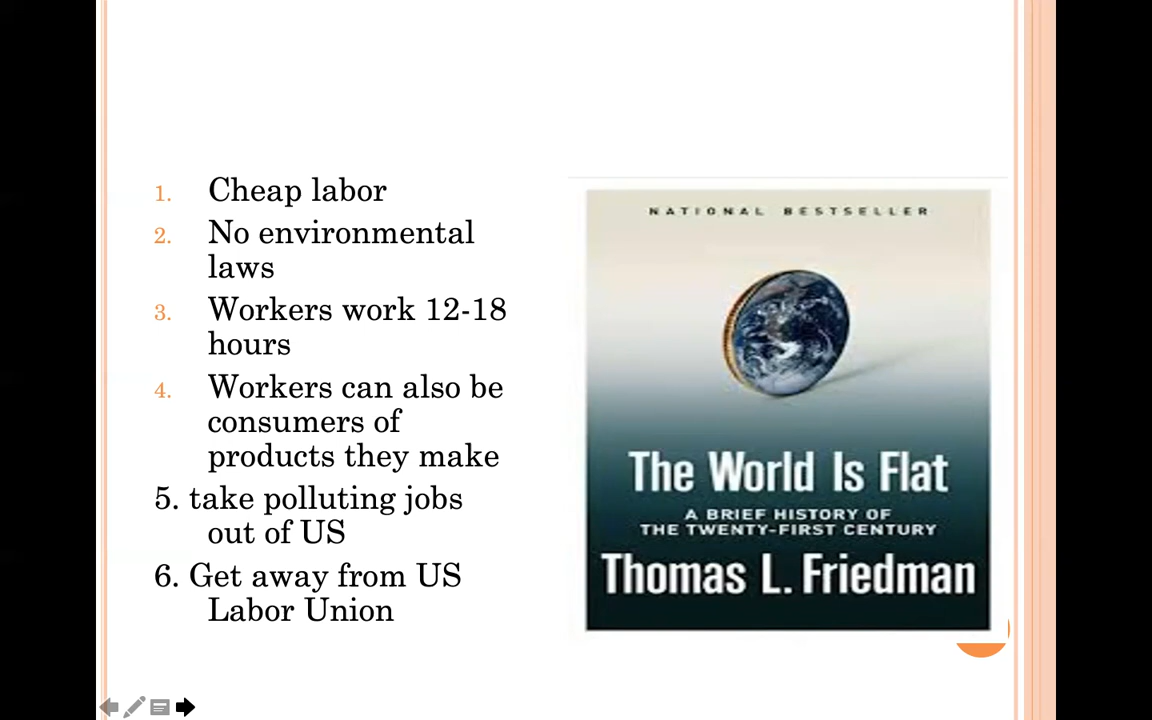 1. Cheap labor
2. No environmental
laws
3. Workers work 12-18
hours
4. Workers can also be
consumers of
products they make
5. take polluting jobs
out of US
6. Get away from US
Labor Union
NATIONAL BESTSELLER
The World Is Flat
A BRIEF HISTORY OF
THE TWENTY-FIRST CENTURY
Thomas L. Friedman